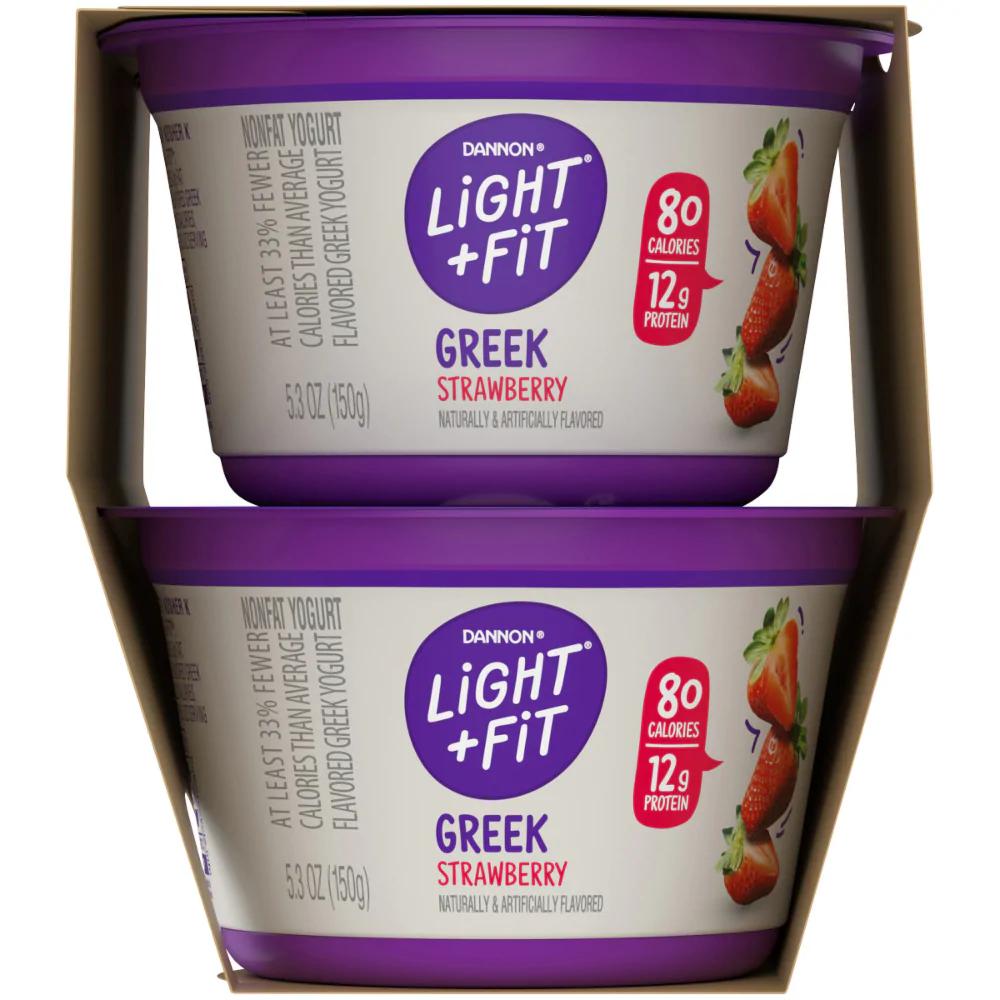 KOSHER K
NONFAT YOGURT
AT LEAST 33% FEWER
CALORIES THAN AVERAGE
FLAVORED GREEK YOGURT
5.3 OZ (150g)
DANNON®
LiGHT®
+FiT
GREEK
STRAWBERRY
NATURALLY & ARTIFICIALLY FLAVORED
80
CALORIES
12g
PROTEIN
KOSHER K
NONFAT YOGURT
AT LEAST 33% FEWER
CALORIES THAN AVERAGE
FLAVORED GREEK YOGURT
5.3 OZ (150g)
DANNON®
LiGHT®
+FiT
GREEK
STRAWBERRY
NATURALLY & ARTIFICIALLY FLAVORED
80
CALORIES
12g
PROTEIN